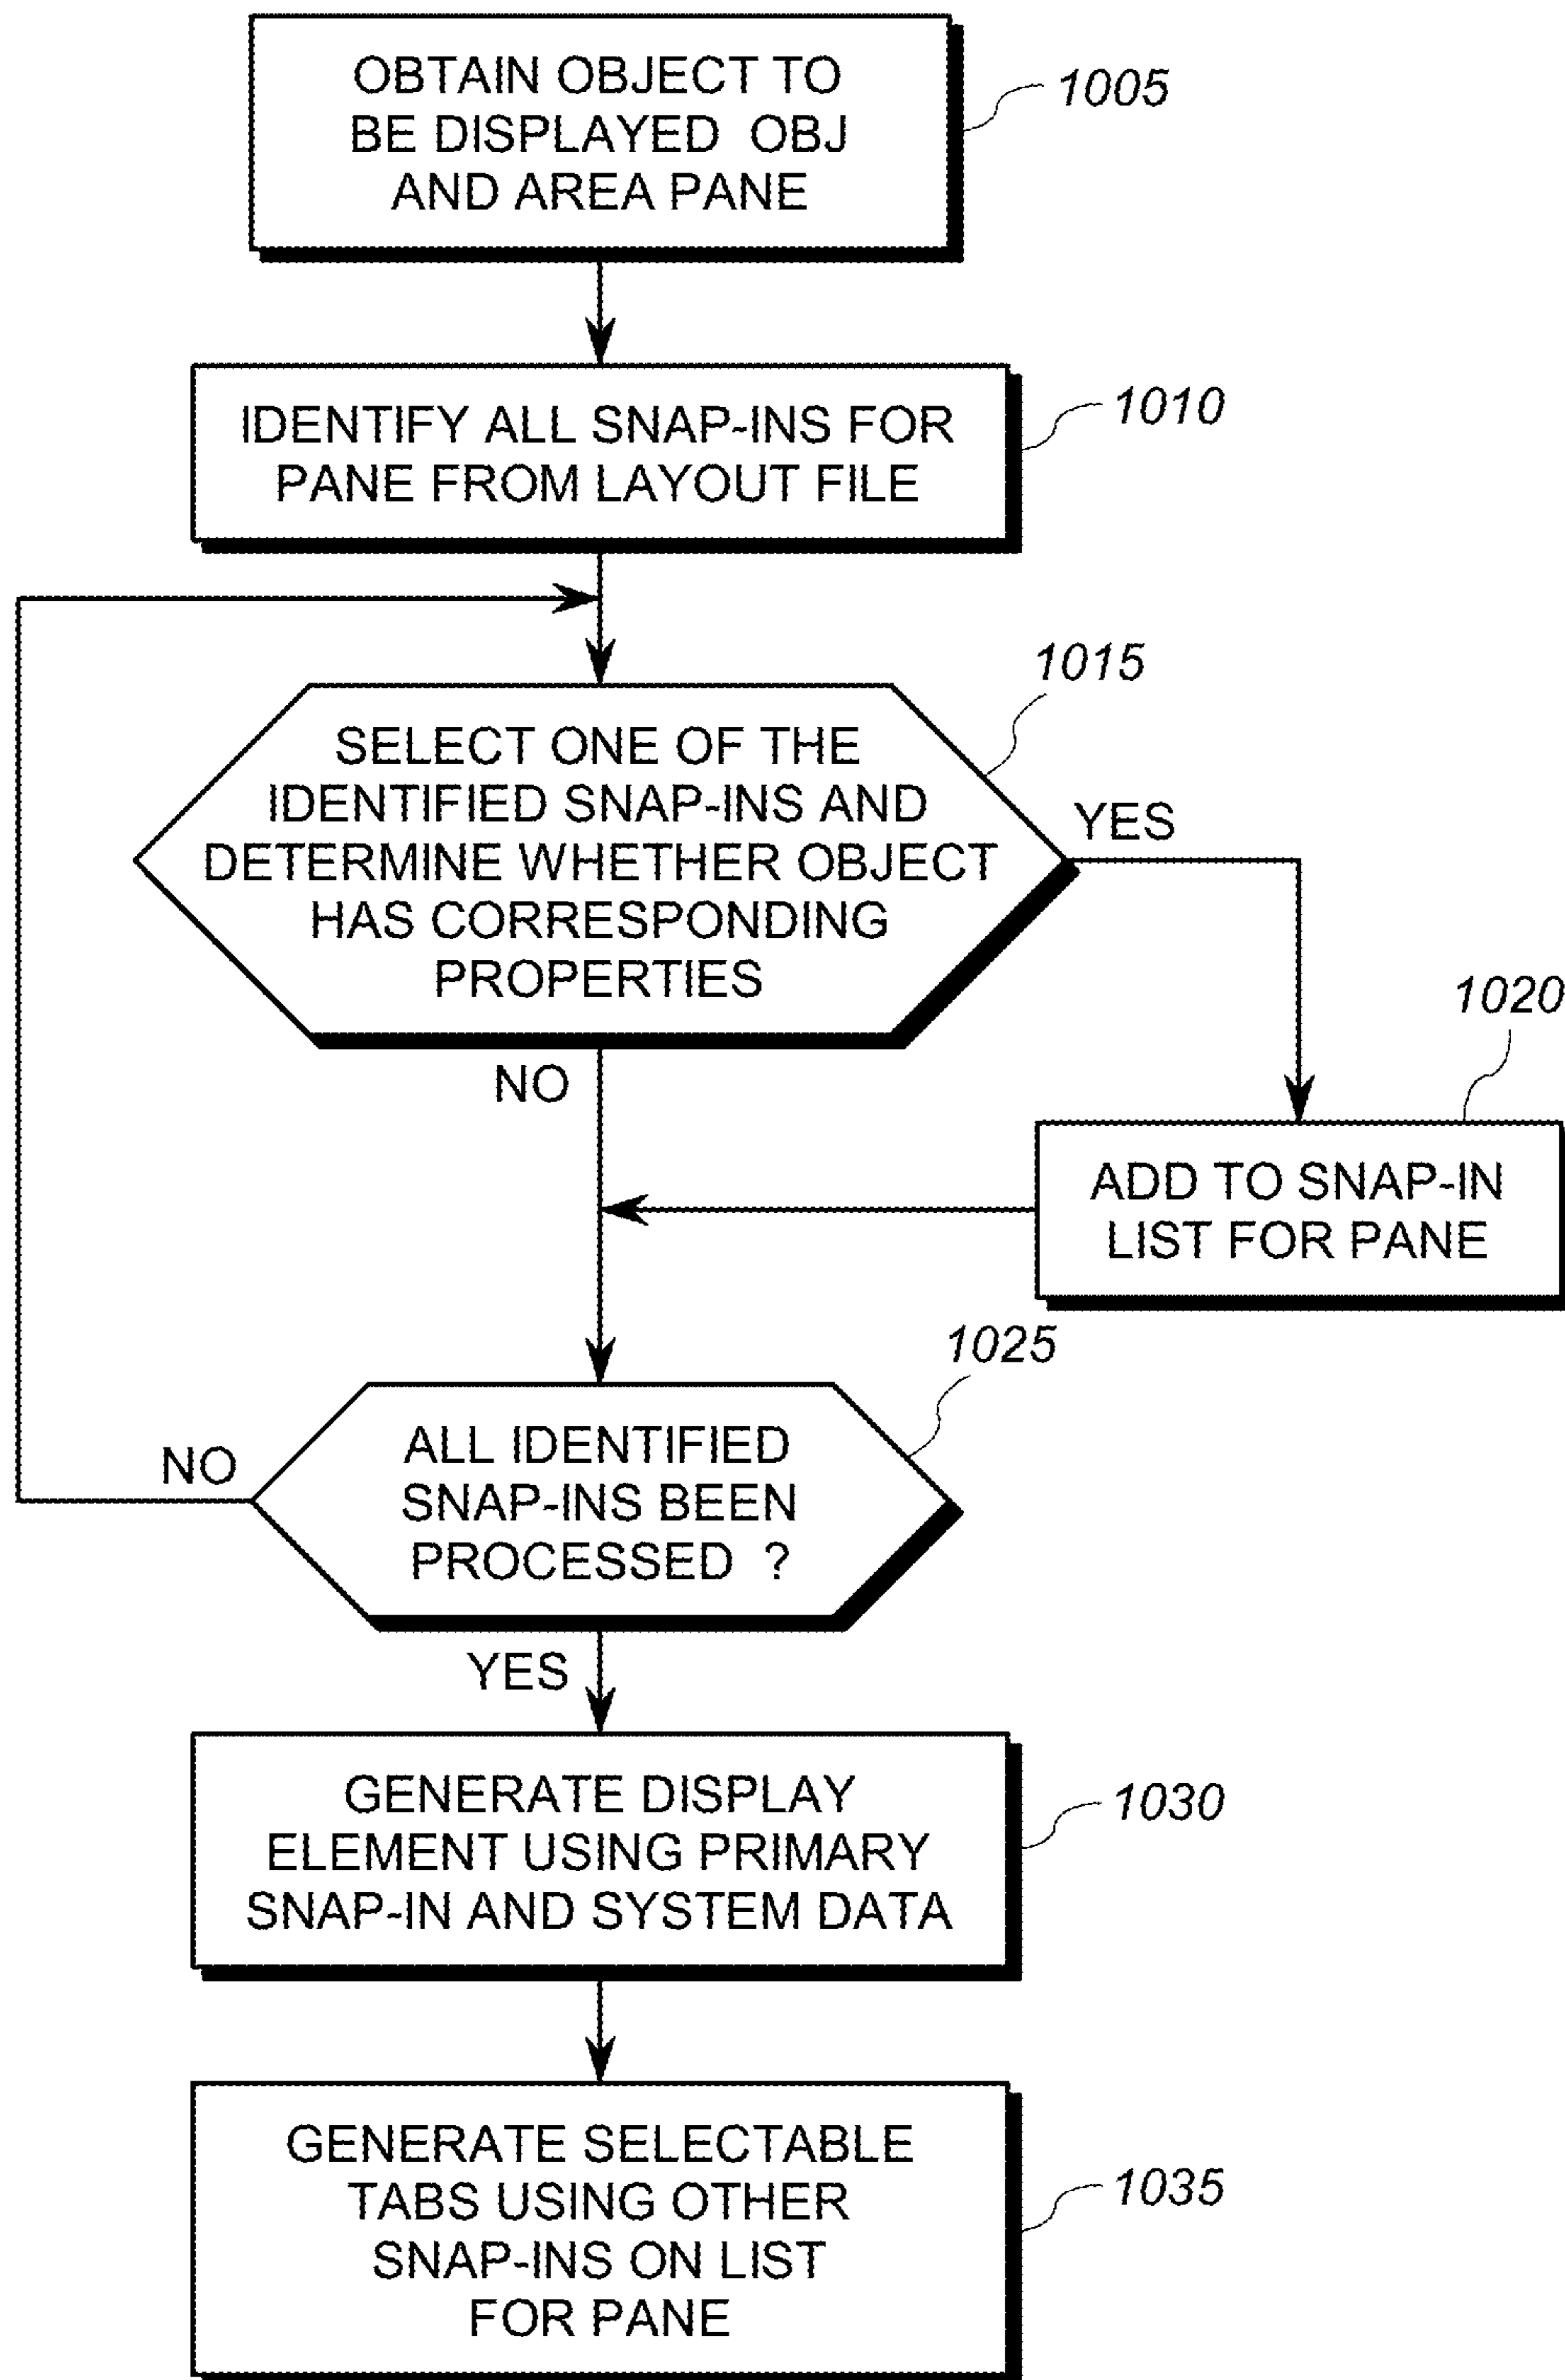 OBTAIN OBJECT TO
BE DISPLAYED OBJ
AND AREA PANE
1005
IDENTIFY ALL SNAP-INS FOR
PANE FROM LAYOUT FILE
1010
1015
SELECT ONE OF THE
IDENTIFIED SNAP-INS AND
DETERMINE WHETHER OBJECT
HAS CORRESPONDING
PROPERTIES
YES
NO
1020
ADD TO SNAP-IN
LIST FOR PANE
1025
ALL IDENTIFIED
SNAP-INS BEEN
PROCESSED ?
NO
YES
GENERATE DISPLAY
ELEMENT USING PRIMARY
SNAP-IN AND SYSTEM DATA
1030
GENERATE SELECTABLE
TABS USING OTHER
SNAP-INS ON LIST
FOR PANE
1035